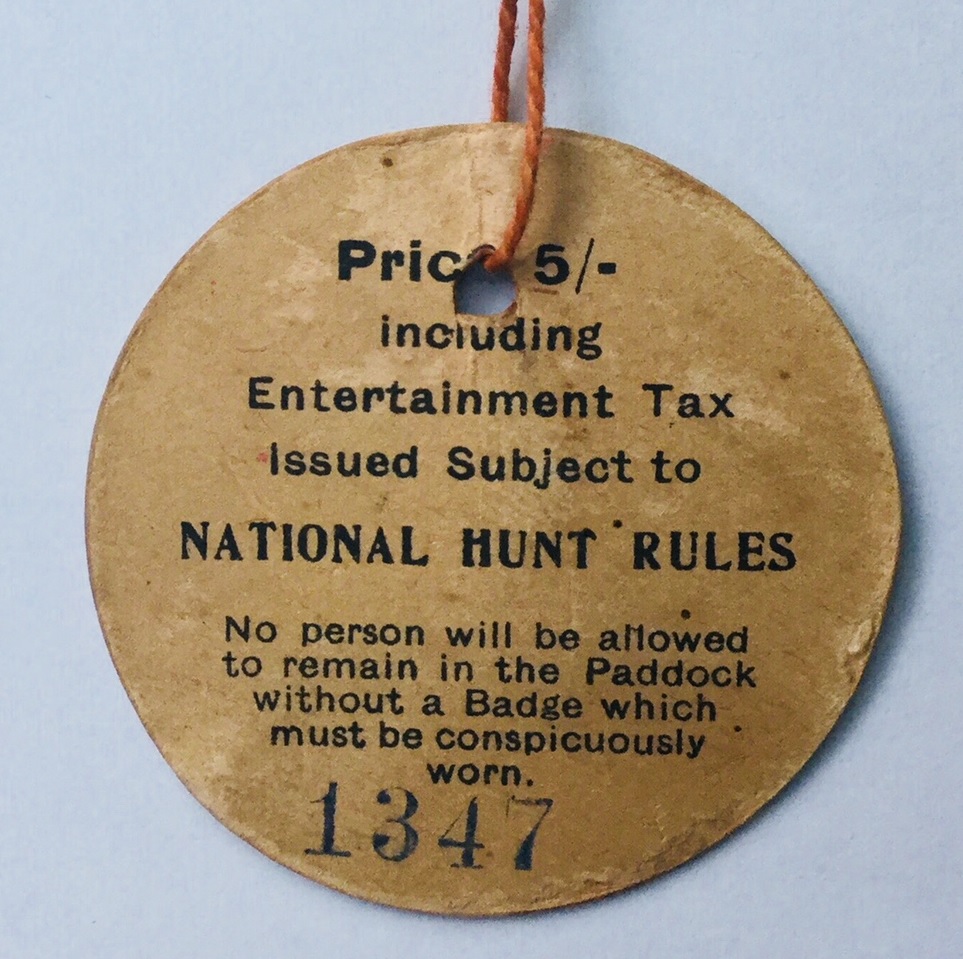 Price 5/-
including
Entertainment Tax
Issued Subject to
NATIONAL HUNT RULES
No person will be allowed
to remain in the Paddock
without a Badge which
must be conspicuously
worn.
1347